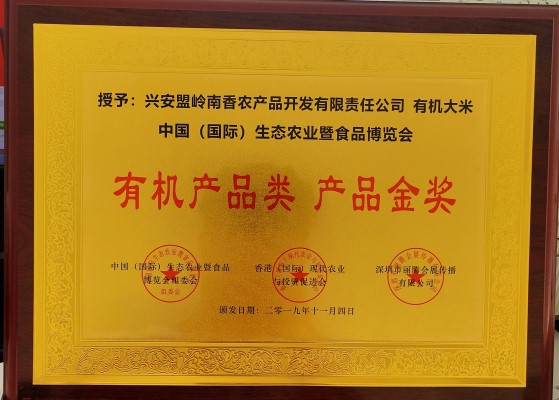 授予：兴安盟岭南香农产品开发有限责任公司 有机大米
中国（国际）生态农业暨食品博览会
有机产品类 产品金奖
中国（国际）生态农业暨食品
博览会组委会
香港（国际）现代农业
与投资促进会
深圳市丽腾会展传播
有限公司
组委会
颁发日期：二〇一九年十一月四日